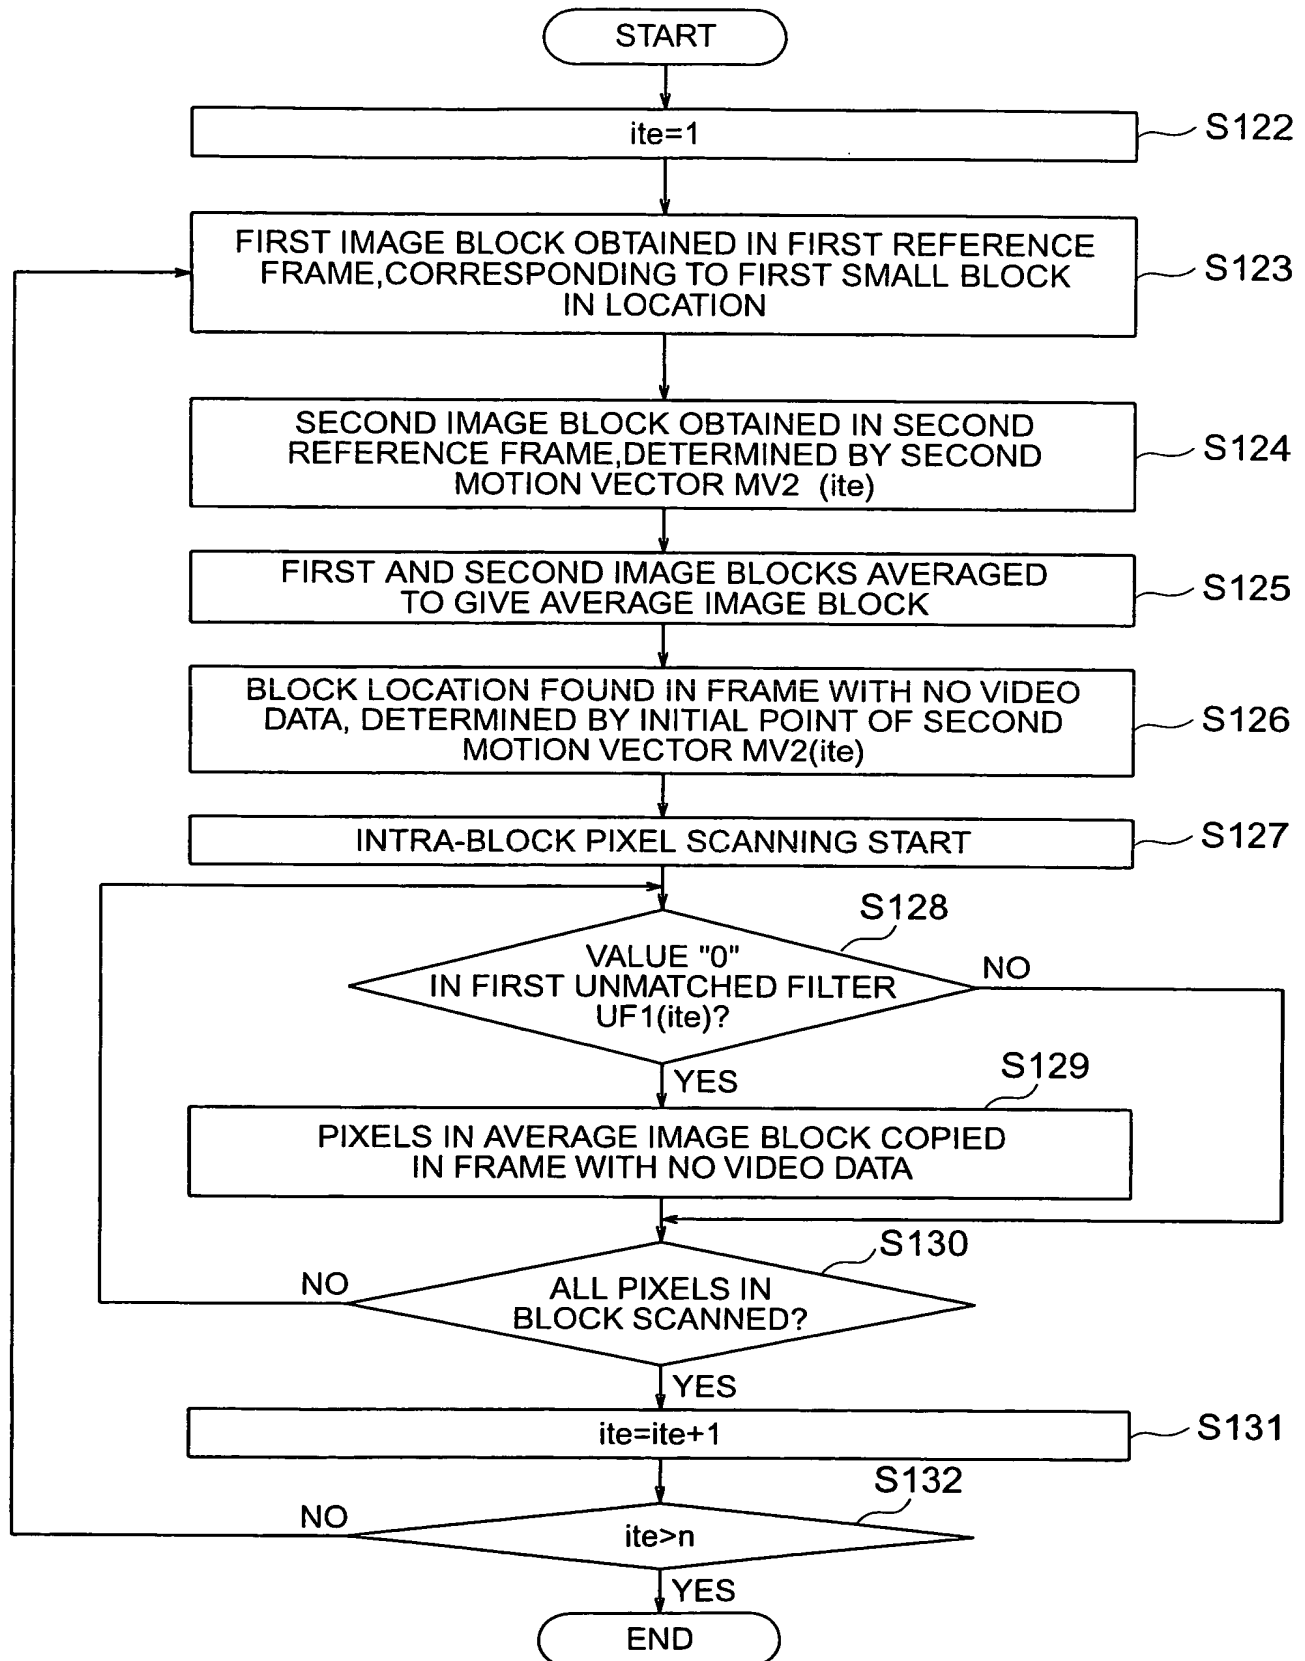 START
ite=1
S122
FIRST IMAGE BLOCK OBTAINED IN FIRST REFERENCE
FRAME,CORRESPONDING TO FIRST SMALL BLOCK
IN LOCATION
S123
SECOND IMAGE BLOCK OBTAINED IN SECOND
REFERENCE FRAME,DETERMINED BY SECOND
MOTION VECTOR MV2 (ite)
S124
FIRST AND SECOND IMAGE BLOCKS AVERAGED
TO GIVE AVERAGE IMAGE BLOCK
S125
BLOCK LOCATION FOUND IN FRAME WITH NO VIDEO
DATA, DETERMINED BY INITIAL POINT OF SECOND
MOTION VECTOR MV2(ite)
S126
INTRA-BLOCK PIXEL SCANNING START
S127
S128
VALUE "0"
IN FIRST UNMATCHED FILTER
UF1(ite)?
NO
YES
S129
PIXELS IN AVERAGE IMAGE BLOCK COPIED
IN FRAME WITH NO VIDEO DATA
S130
NO
ALL PIXELS IN
BLOCK SCANNED?
YES
ite=ite+1
S131
S132
NO
ite>n
YES
END